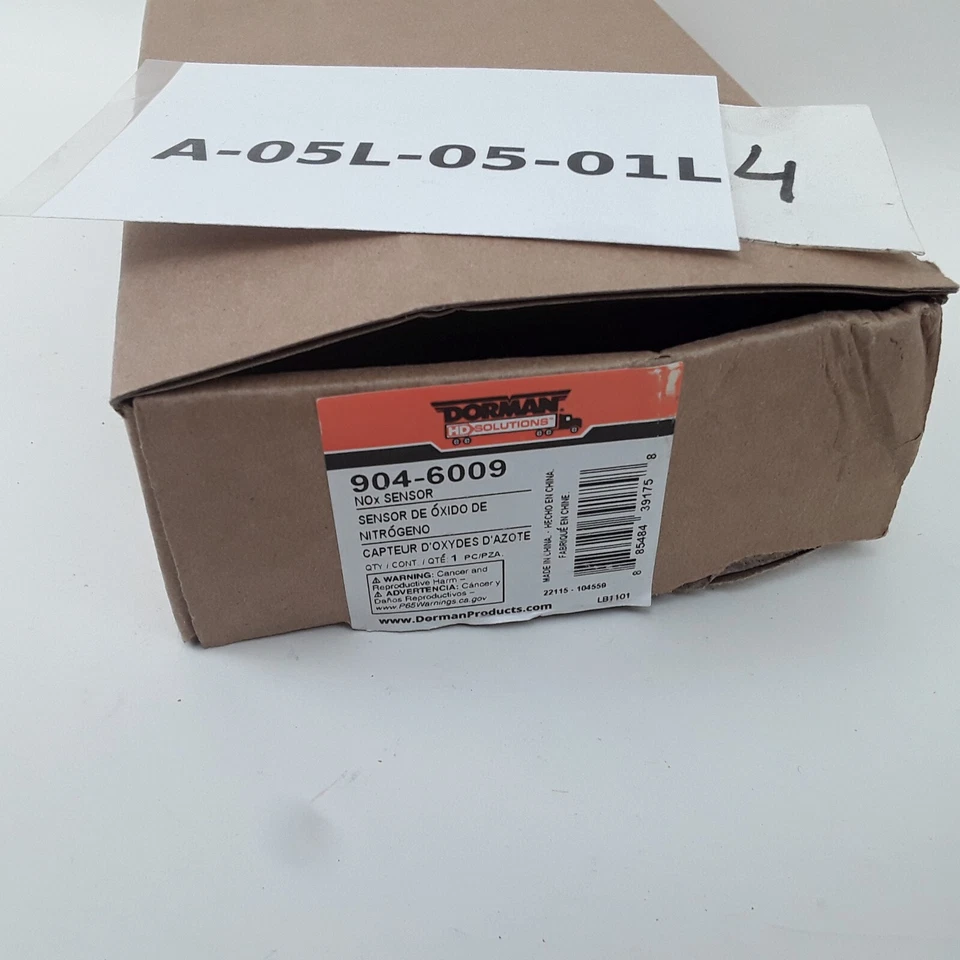 A-05L-05-01L 4
DORMAN
HD SOLUTIONS
904-6009
NOx SENSOR
SENSOR DE ÓXIDO DE
NITRÓGENO
CAPTEUR D'OXYDES D'AZOTE
QTY / CONT. / QTÉ 1 PC/PZA.
⚠ WARNING: Cancer and
Reproductive Harm –
⚠ ADVERTENCIA: Cáncer y
Daños Reproductivos –
www.P65Warnings.ca.gov
www.DormanProducts.com
MADE IN CHINA. - HECHO EN CHINA.
FABRIQUÉ EN CHINE.
8 85484 39175 8
22115 - 104559
LB1101